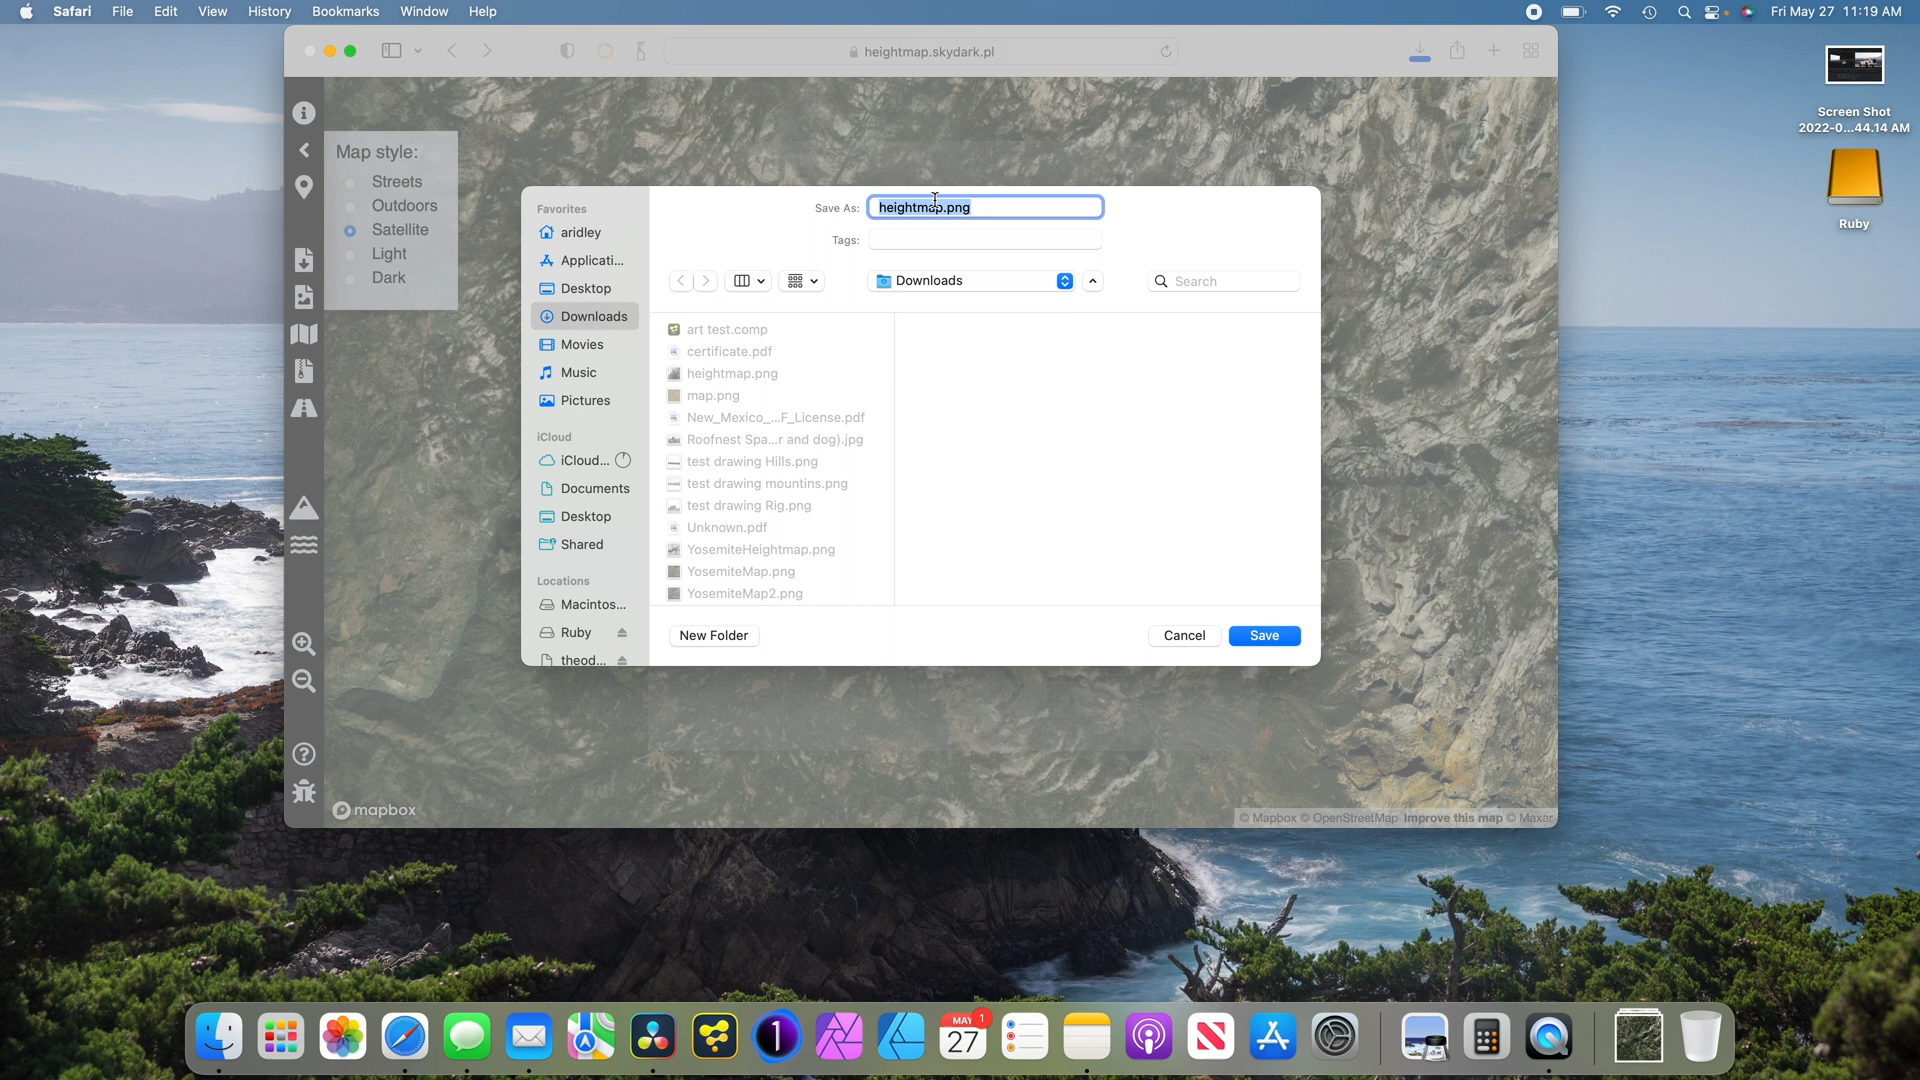 Safari File Edit View History Bookmarks Window Help
Fri May 27 11:19 AM
heightmap.skydark.pl
Screen Shot
2022-0...44.14 AM
Ruby
Map style:
Streets
Outdoors
Satellite
Light
Dark
Save As: heightmap.png
Tags:
Downloads
Search
Favorites
aridley
Applicati...
Desktop
Downloads
Movies
Music
Pictures
iCloud
iCloud...
Documents
Desktop
Shared
Locations
Macintos...
Ruby
theod...
art test.comp
certificate.pdf
heightmap.png
map.png
New_Mexico_...F_License.pdf
Roofnest Spa...r and dog).jpg
test drawing Hills.png
test drawing mountins.png
test drawing Rig.png
Unknown.pdf
YosemiteHeightmap.png
YosemiteMap.png
YosemiteMap2.png
New Folder
Cancel
Save
mapbox
© Mapbox © OpenStreetMap Improve this map © Maxar
MAY
27
1
1